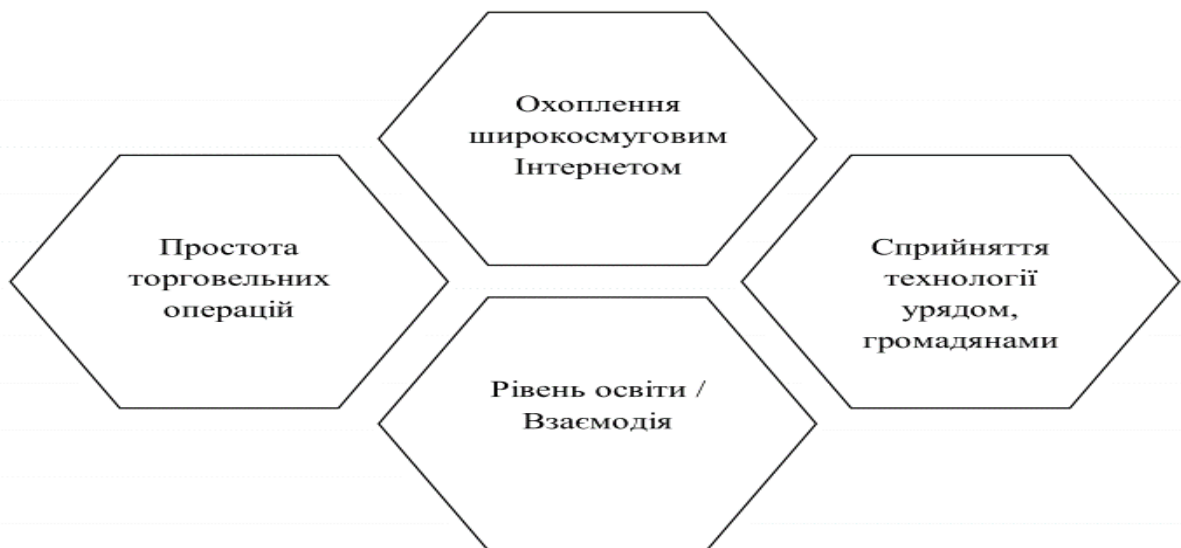 Охоплення
широкосмуговим
Інтернетом
Простота
торговельних
операцій
Сприйняття
технології
урядом,
громадянами
Рівень освіти /
Взаємодія